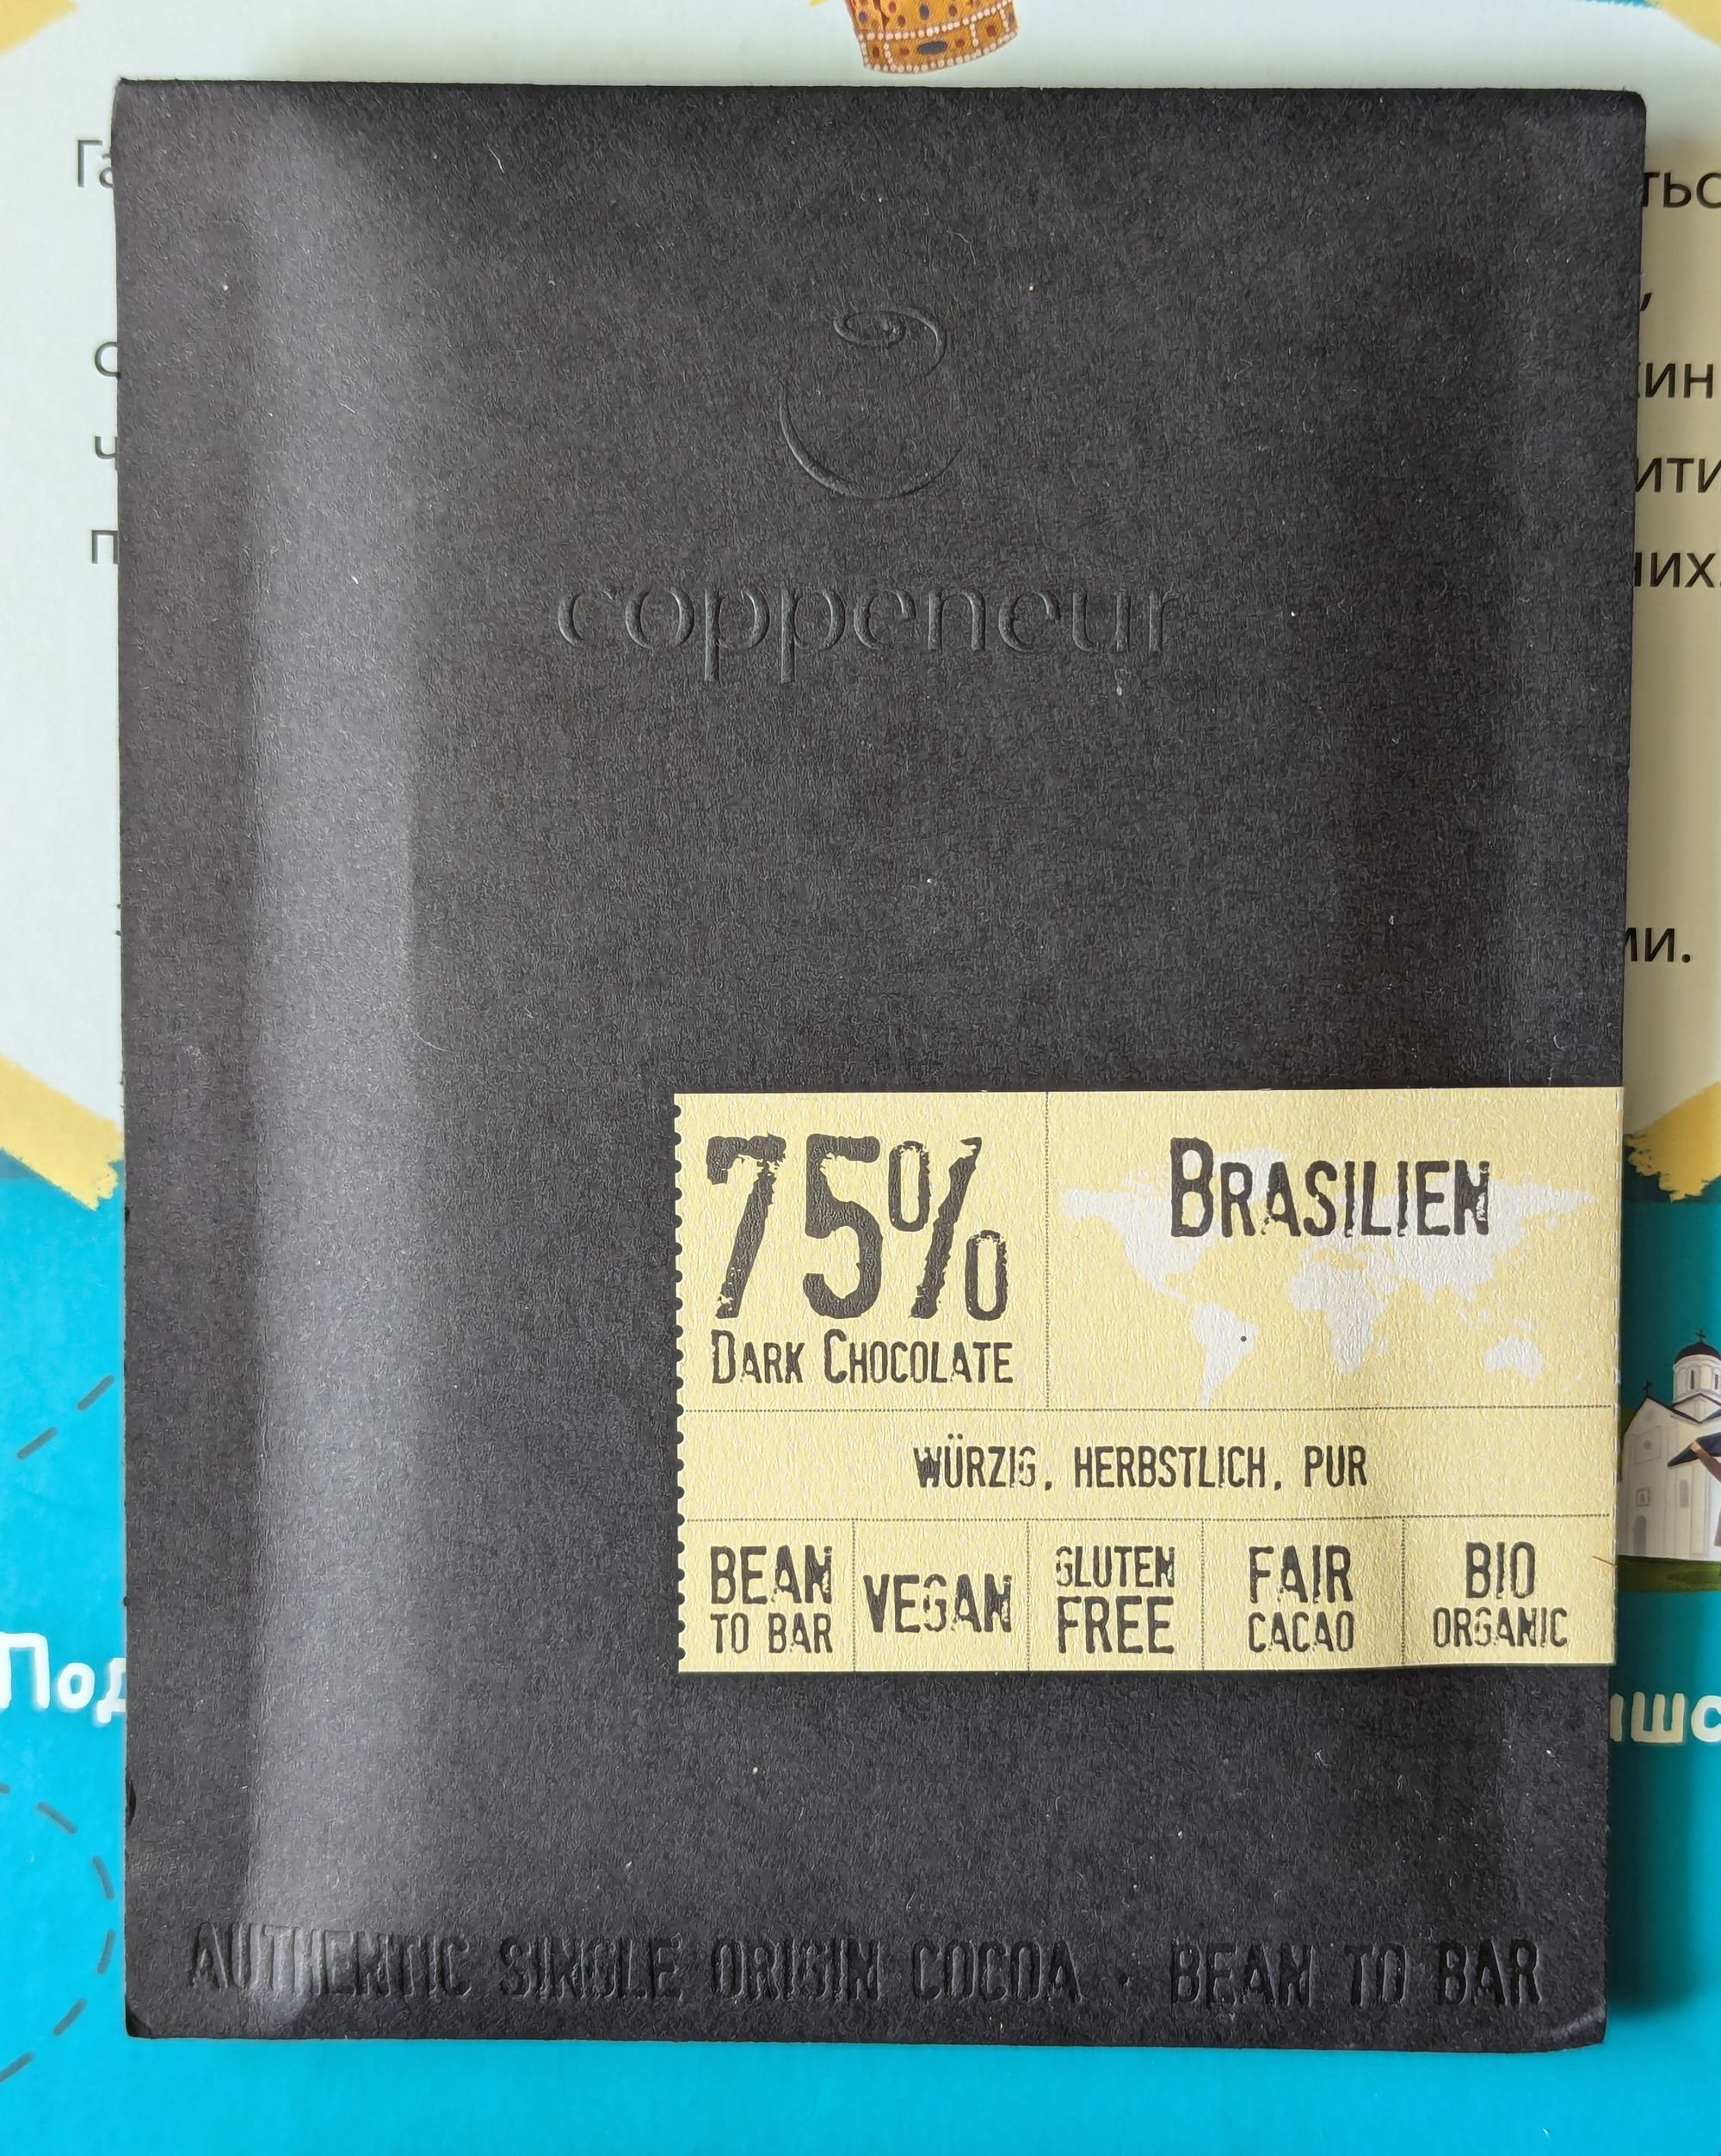 coppeneur
75%
DARK CHOCOLATE
BRASILIEN
WÜRZIG, HERBSTLICH, PUR
BEAN
TO BAR
VEGAN
GLUTEN
FREE
FAIR
CACAO
BIO
ORGANIC
AUTHENTIC SINGLE ORIGIN COCOA · BEAN TO BAR